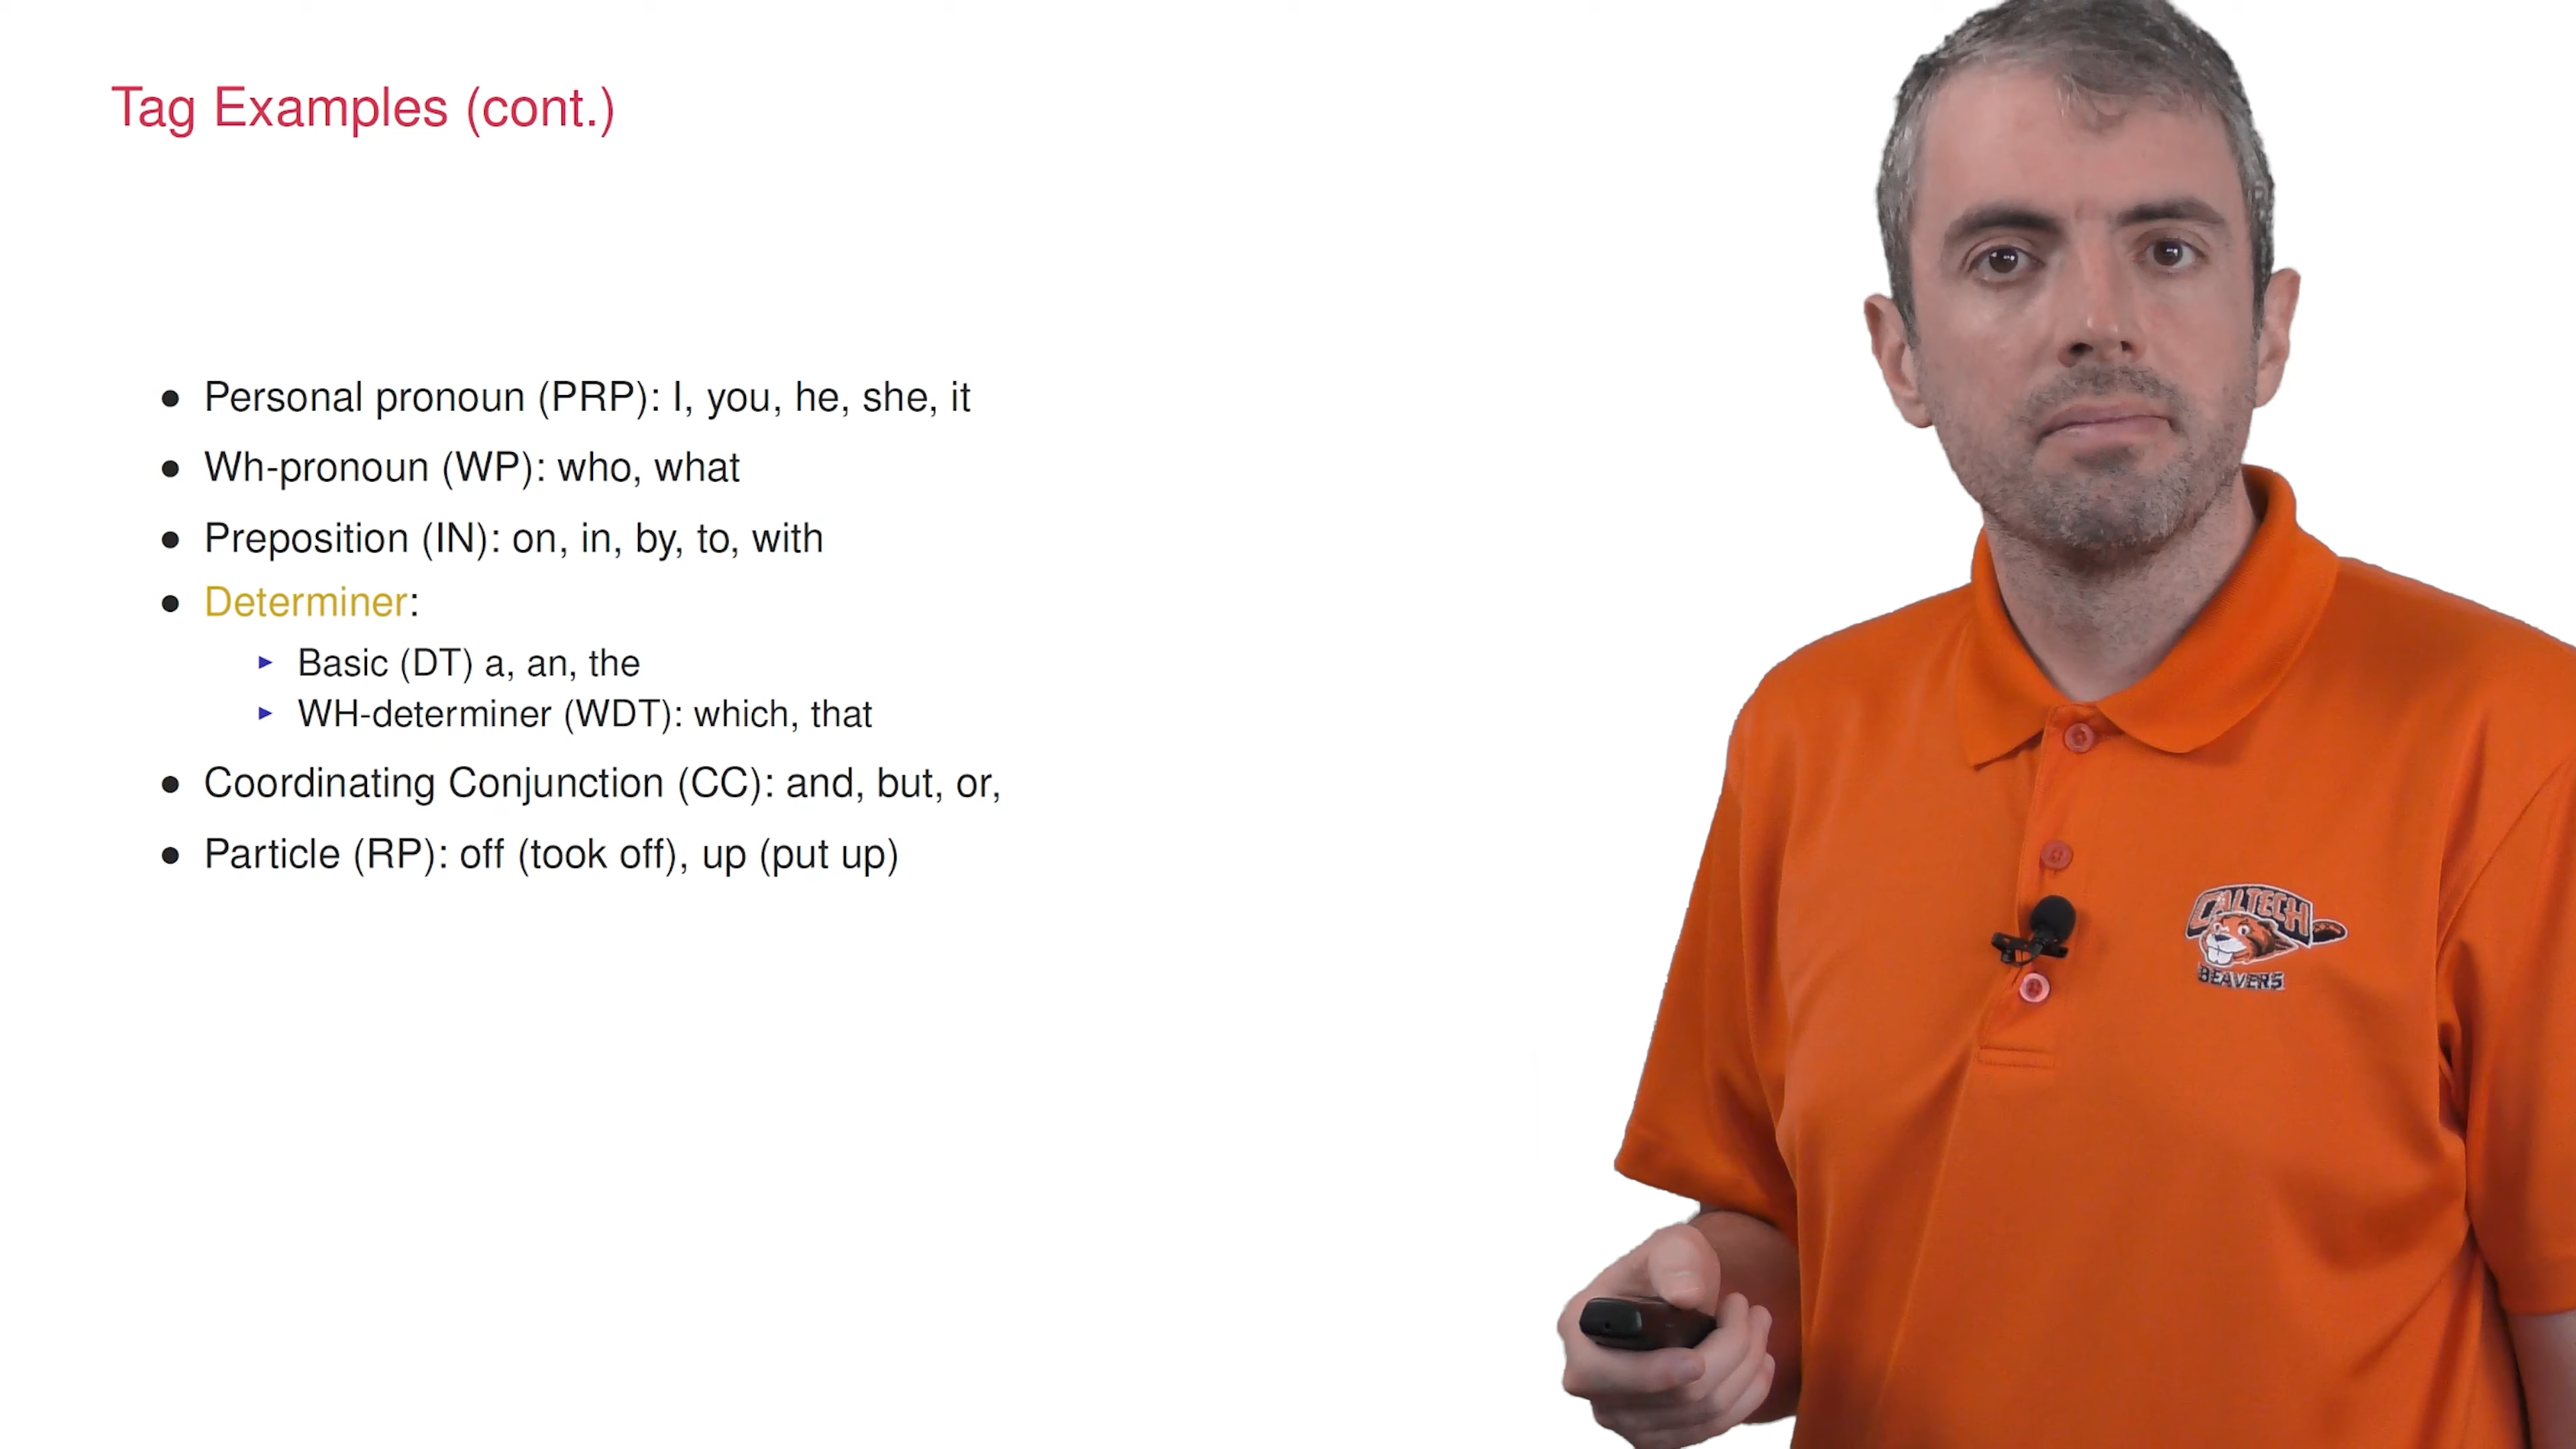 Tag Examples (cont.)
• Personal pronoun (PRP): I, you, he, she, it
• Wh-pronoun (WP): who, what
• Preposition (IN): on, in, by, to, with
• Determiner:
▸ Basic (DT) a, an, the
▸ WH-determiner (WDT): which, that
• Coordinating Conjunction (CC): and, but, or,
• Particle (RP): off (took off), up (put up)
CALTECH
BEAVERS